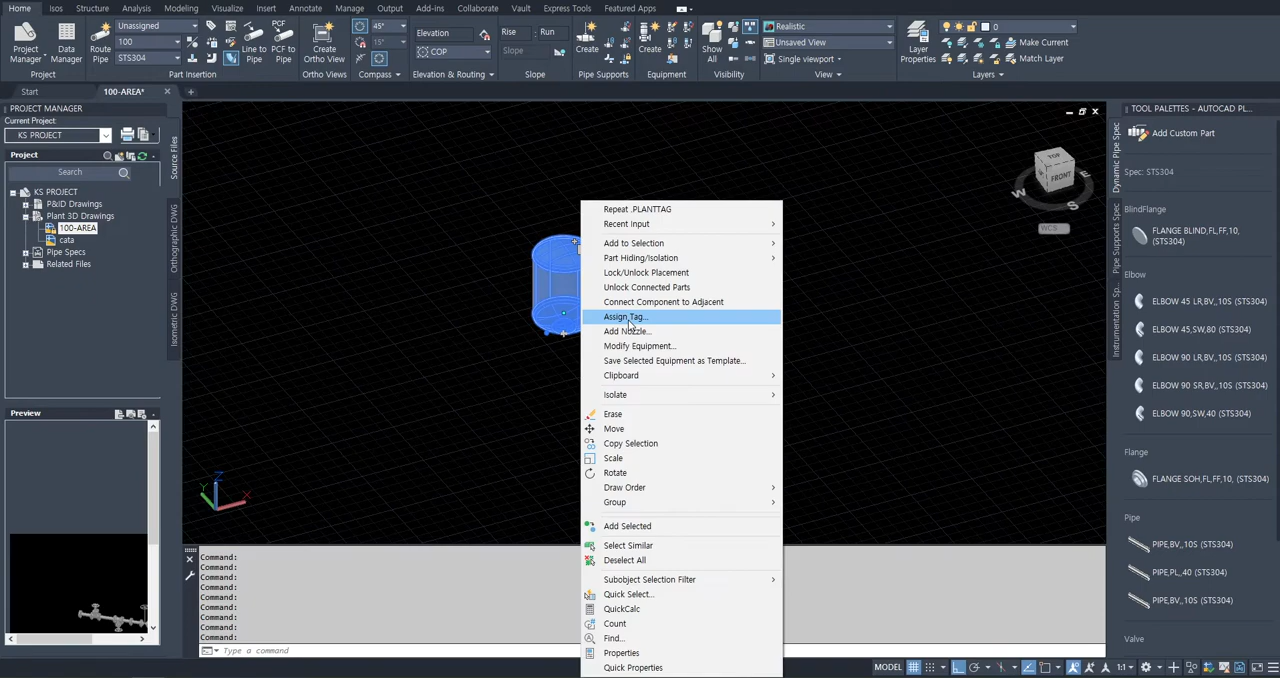 Home Isos Structure Analysis Modeling Visualize Insert Annotate Manage Output Add-ins Collaborate Vault Express Tools Featured Apps
Project Manager
Data Manager
Project
Route Pipe
Unassigned
100
STS304
Line to Pipe
PCF to Pipe
Part Insertion
Create Ortho View
Ortho Views
45°
15°
Compass
Elevation
COP
Elevation & Routing
Rise Run
Slope
Slope
Create
Pipe Supports
Create
Equipment
Show All
Visibility
Realistic
Unsaved View
Single viewport
View
Layer Properties
0
Make Current
Match Layer
Layers
Start 100-AREA*
PROJECT MANAGER
Current Project:
KS PROJECT
Project
Search
KS PROJECT
P&ID Drawings
Plant 3D Drawings
100-AREA
cata
Pipe Specs
Related Files
Source Files
Orthographic DWG
Isometric DWG
Preview
TOP
FRONT
W
S
E
WCS
Z
Y
X
Repeat .PLANTTAG
Recent Input
Add to Selection
Part Hiding/Isolation
Lock/Unlock Placement
Unlock Connected Parts
Connect Component to Adjacent
Assign Tag...
Add Nozzle...
Modify Equipment...
Save Selected Equipment as Template...
Clipboard
Isolate
Erase
Move
Copy Selection
Scale
Rotate
Draw Order
Group
Add Selected
Select Similar
Deselect All
Subobject Selection Filter
Quick Select...
QuickCalc
Count
Find...
Properties
Quick Properties
Command:
Command:
Command:
Command:
Command:
Command:
Command:
Command:
Command:
Type a command
MODEL 1:1
TOOL PALETTES - AUTOCAD PL...
Dynamic Pipe Spec
Pipe Supports Spec
Instrumentation Sp...
Add Custom Part
Spec: STS304
BlindFlange
FLANGE BLIND,FL,FF,10,
(STS304)
Elbow
ELBOW 45 LR,BV,,10S (STS304)
ELBOW 45,SW,80 (STS304)
ELBOW 90 LR,BV,,10S (STS304)
ELBOW 90 SR,BV,,10S (STS304)
ELBOW 90,SW,40 (STS304)
Flange
FLANGE SOH,FL,FF,10, (STS304)
Pipe
PIPE,BV,,10S (STS304)
PIPE,PL,,40 (STS304)
PIPE,BV,,10S (STS304)
Valve